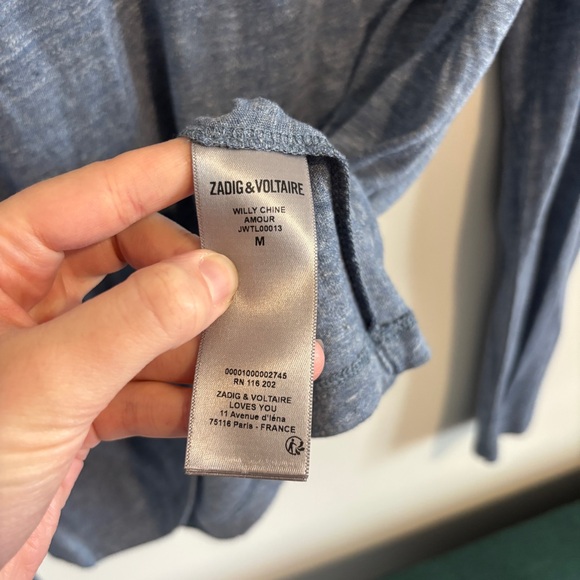 ZADIG & VOLTAIRE
WILLY CHINE
AMOUR
JWTL00013
M
00001000002745
RN 116 202
ZADIG & VOLTAIRE
LOVES YOU
11 Avenue d'Iéna
75116 Paris - FRANCE